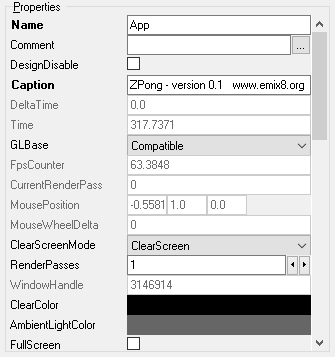 Properties
Name App
Comment ...
DesignDisable
Caption ZPong - version 0.1 www.emix8.org
DeltaTime 0.0
Time 317.7371
GLBase Compatible
FpsCounter 63.3848
CurrentRenderPass 0
MousePosition -0.5581 1.0 0.0
MouseWheelDelta 0
ClearScreenMode ClearScreen
RenderPasses 1
WindowHandle 3146914
ClearColor
AmbientLightColor
FullScreen